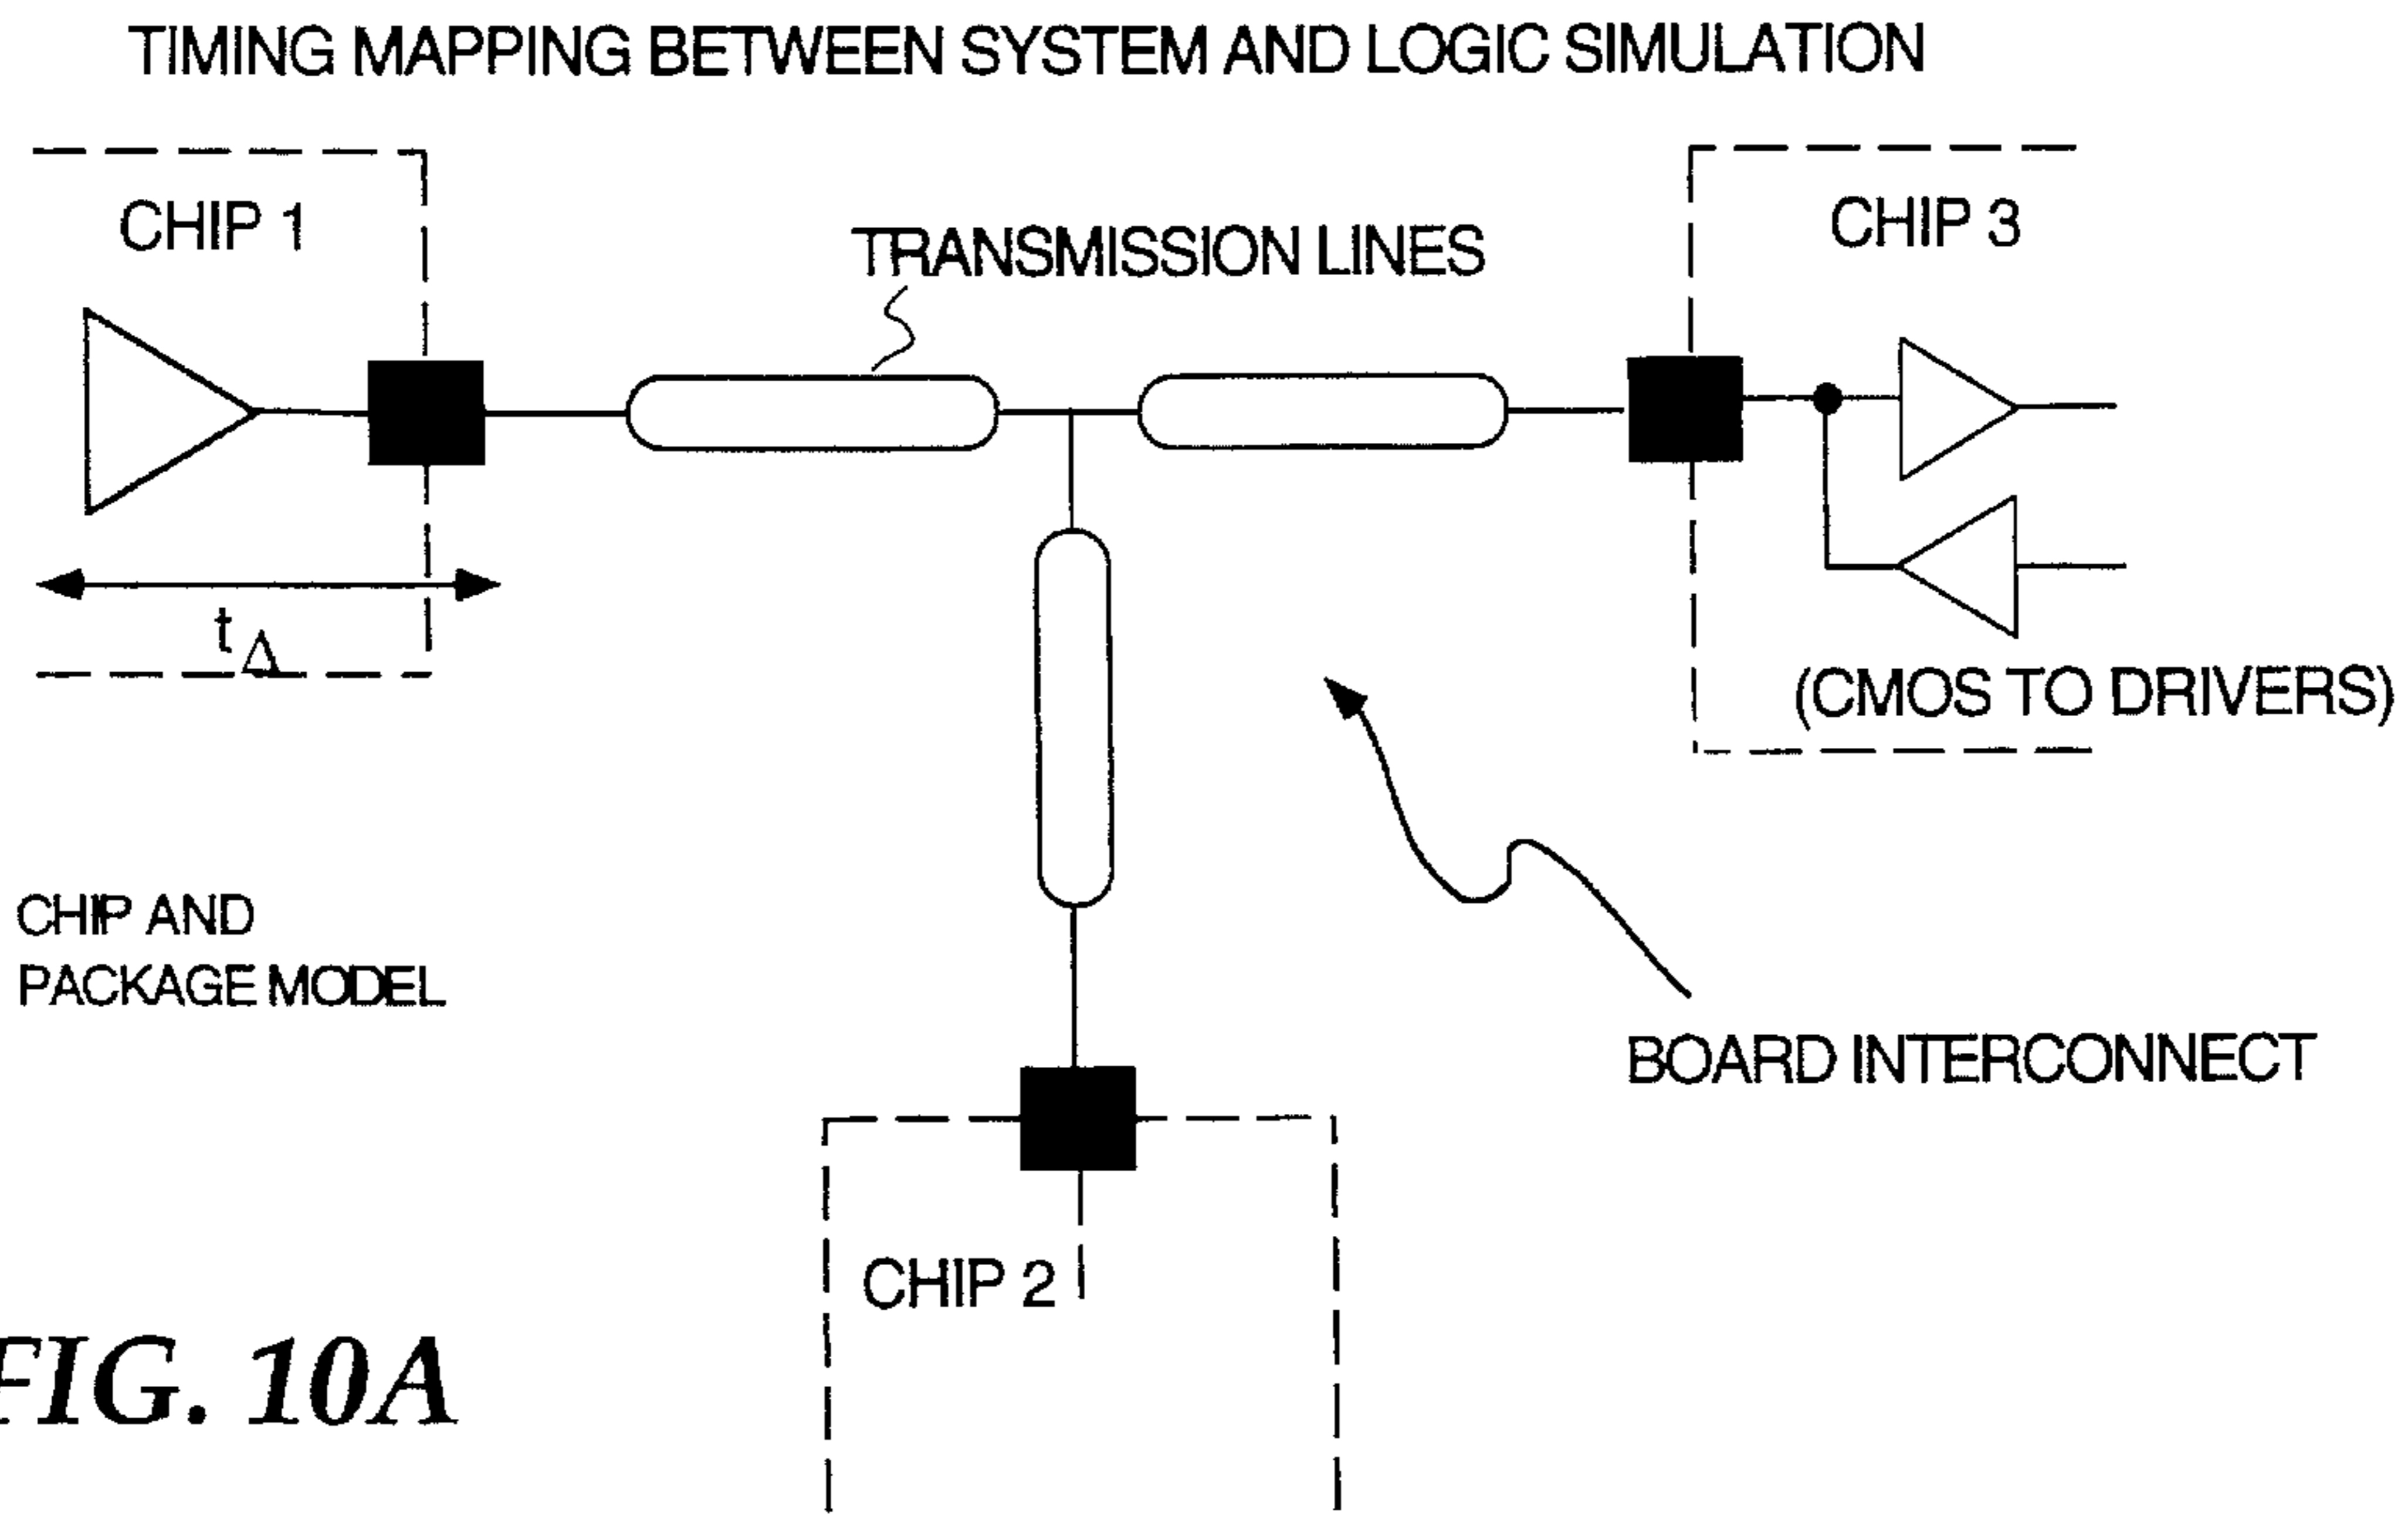 TIMING MAPPING BETWEEN SYSTEM AND LOGIC SIMULATION
CHIP 1
TRANSMISSION LINES
CHIP 3
t Δ
(CMOS TO DRIVERS)
CHIP AND
PACKAGE MODEL
BOARD INTERCONNECT
CHIP 2
FIG. 10A